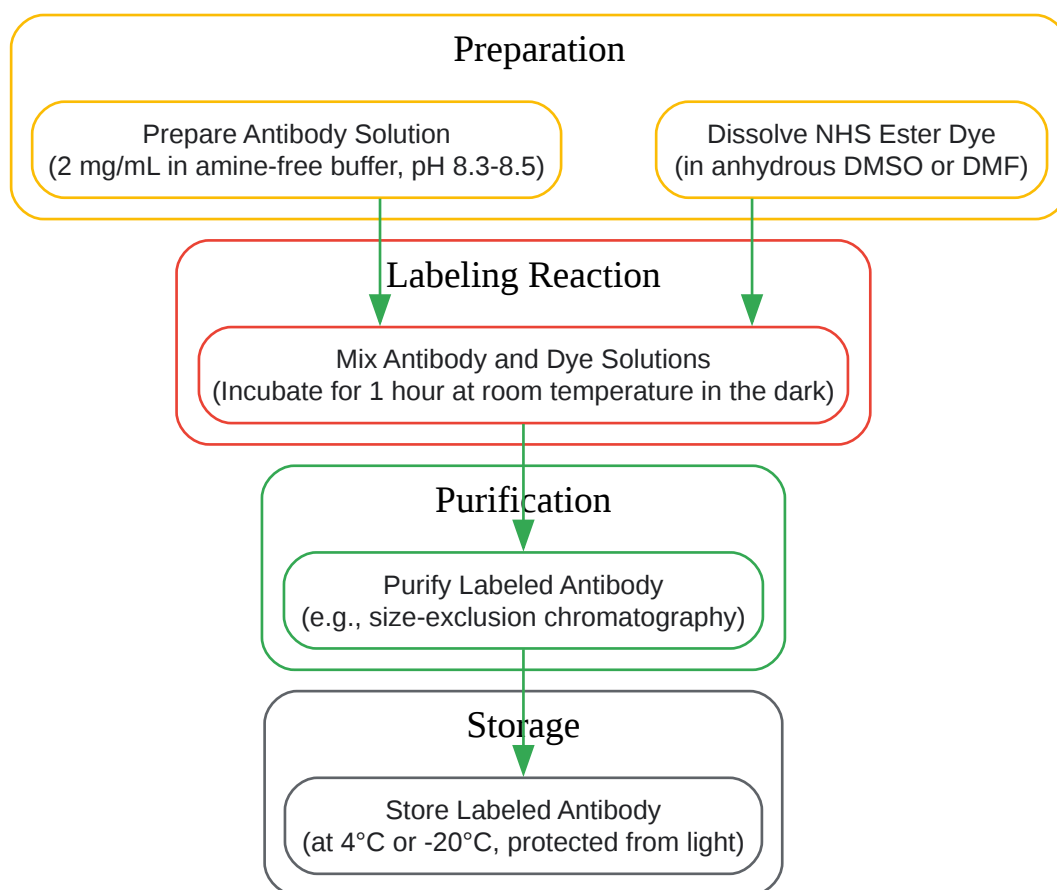 Preparation
Prepare Antibody Solution
(2 mg/mL in amine-free buffer, pH 8.3-8.5)
Dissolve NHS Ester Dye
(in anhydrous DMSO or DMF)
Labeling Reaction
Mix Antibody and Dye Solutions
(Incubate for 1 hour at room temperature in the dark)
Purification
Purify Labeled Antibody
(e.g., size-exclusion chromatography)
Storage
Store Labeled Antibody
(at 4°C or -20°C, protected from light)